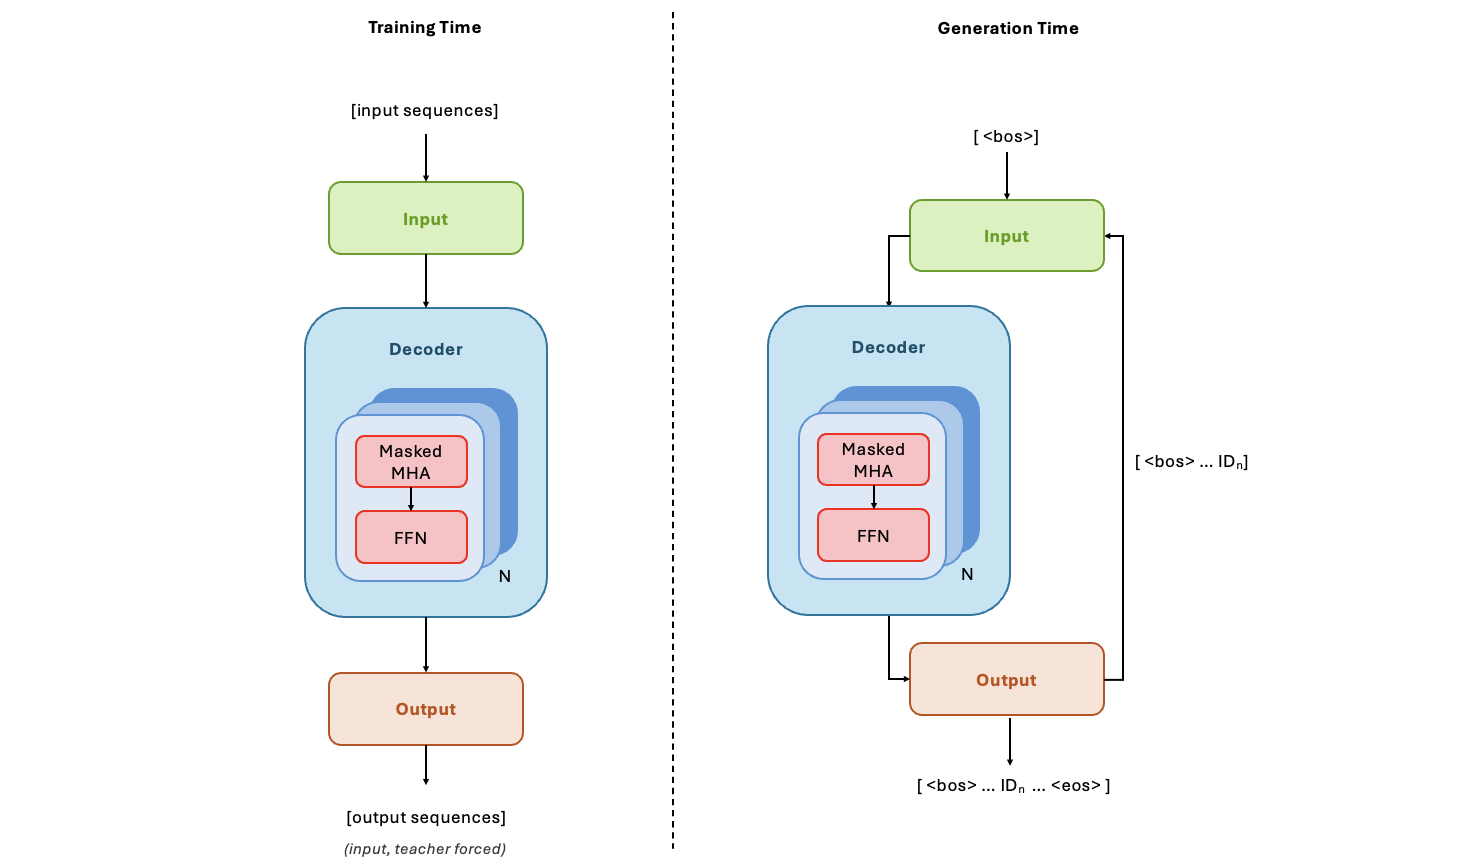 Training Time
[input sequences]
Input
Decoder
Masked
MHA
FFN
N
Output
[output sequences]
(input, teacher forced)
Generation Time
[ <bos>]
Input
Decoder
Masked
MHA
FFN
N
[ <bos> ... IDₙ]
Output
[ <bos> ... IDₙ ... <eos> ]